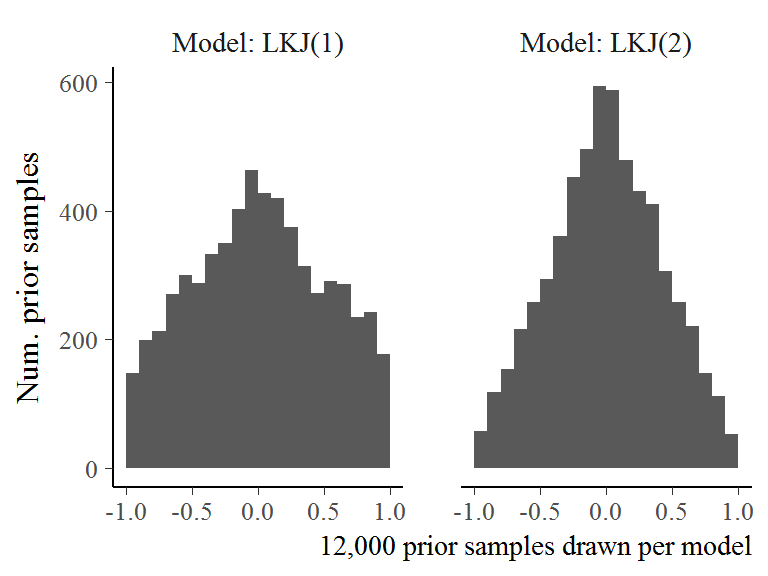 Model: LKJ(1)
Model: LKJ(2)
Num. prior samples
600
400
200
0
-1.0 -0.5 0.0 0.5 1.0
-1.0 -0.5 0.0 0.5 1.0
12,000 prior samples drawn per model